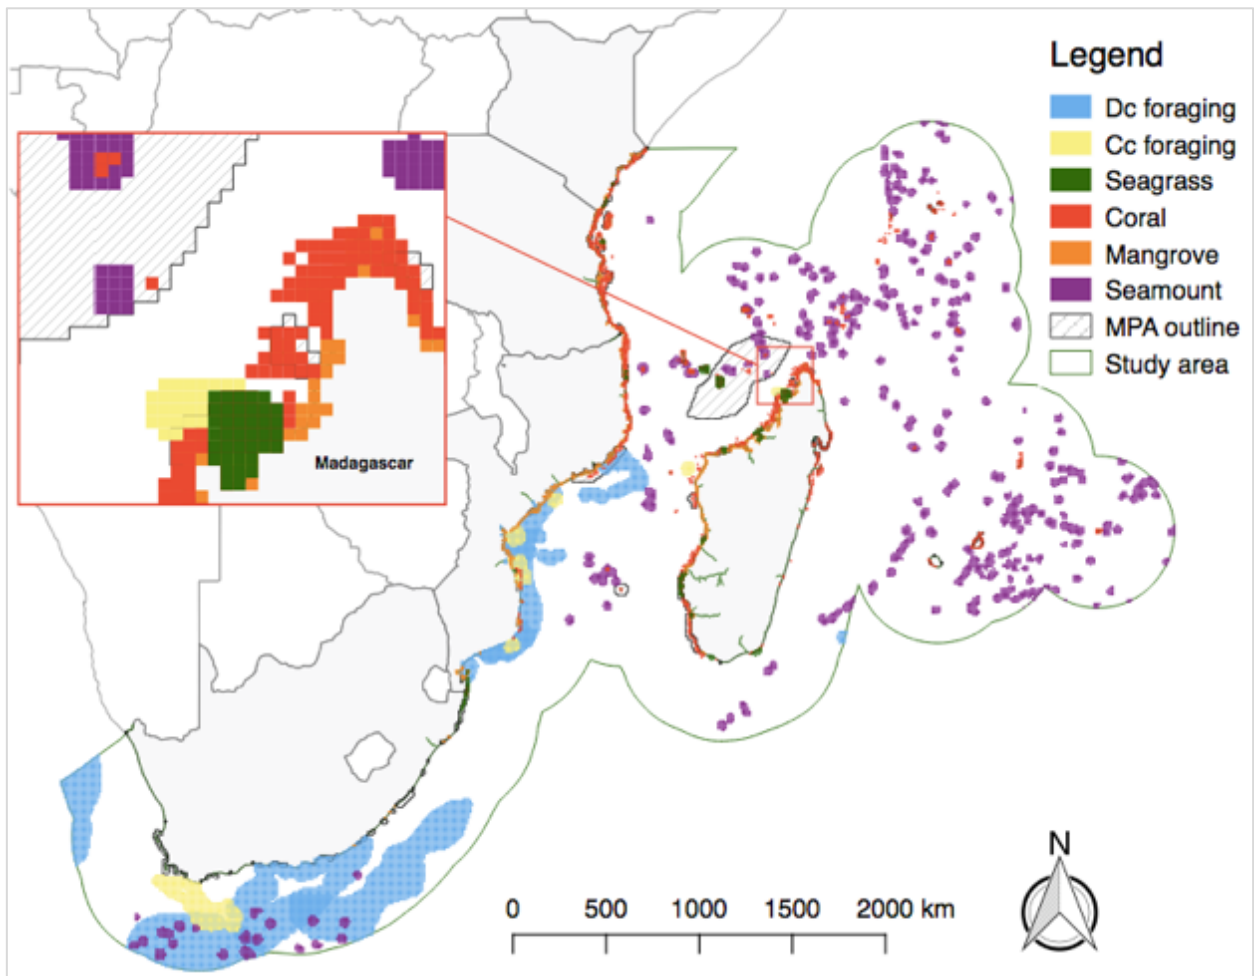 Legend
Dc foraging
Cc foraging
Seagrass
Coral
Mangrove
Seamount
MPA outline
Study area
Madagascar
0 500 1000 1500 2000 km
N